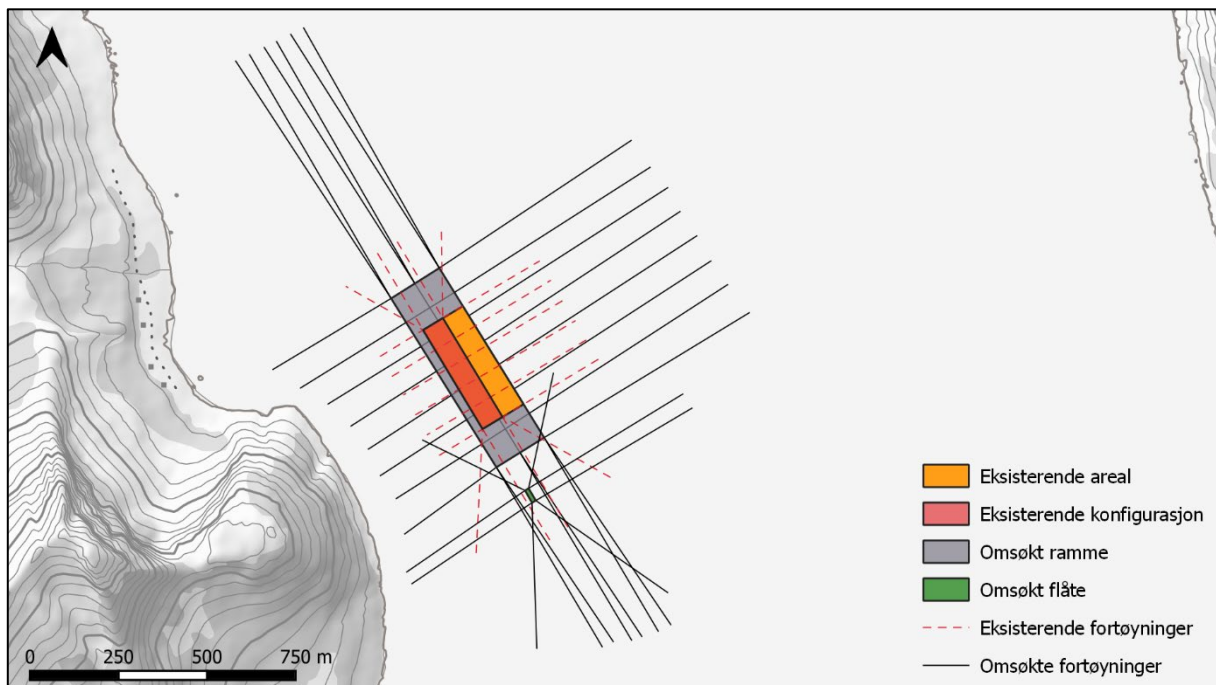 Eksisterende areal
Eksisterende konfigurasjon
Omsøkt ramme
Omsøkt flåte
Eksisterende fortøyninger
Omsøkte fortøyninger
0 250 500 750 m